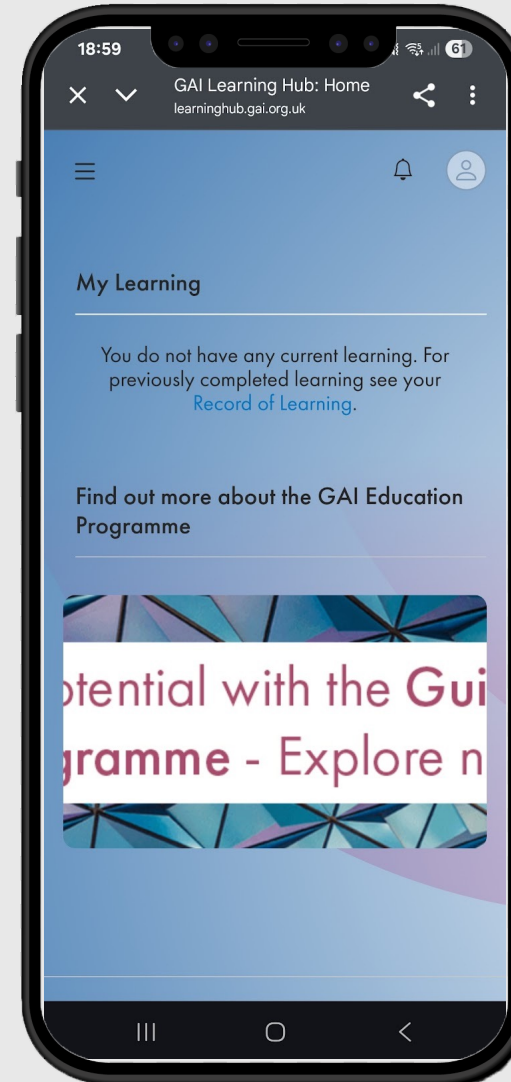 18:59
61
GAI Learning Hub: Home
learninghub.gai.org.uk
My Learning
You do not have any current learning. For
previously completed learning see your
Record of Learning.
Find out more about the GAI Education
Programme
otential with the Gui
gramme - Explore n